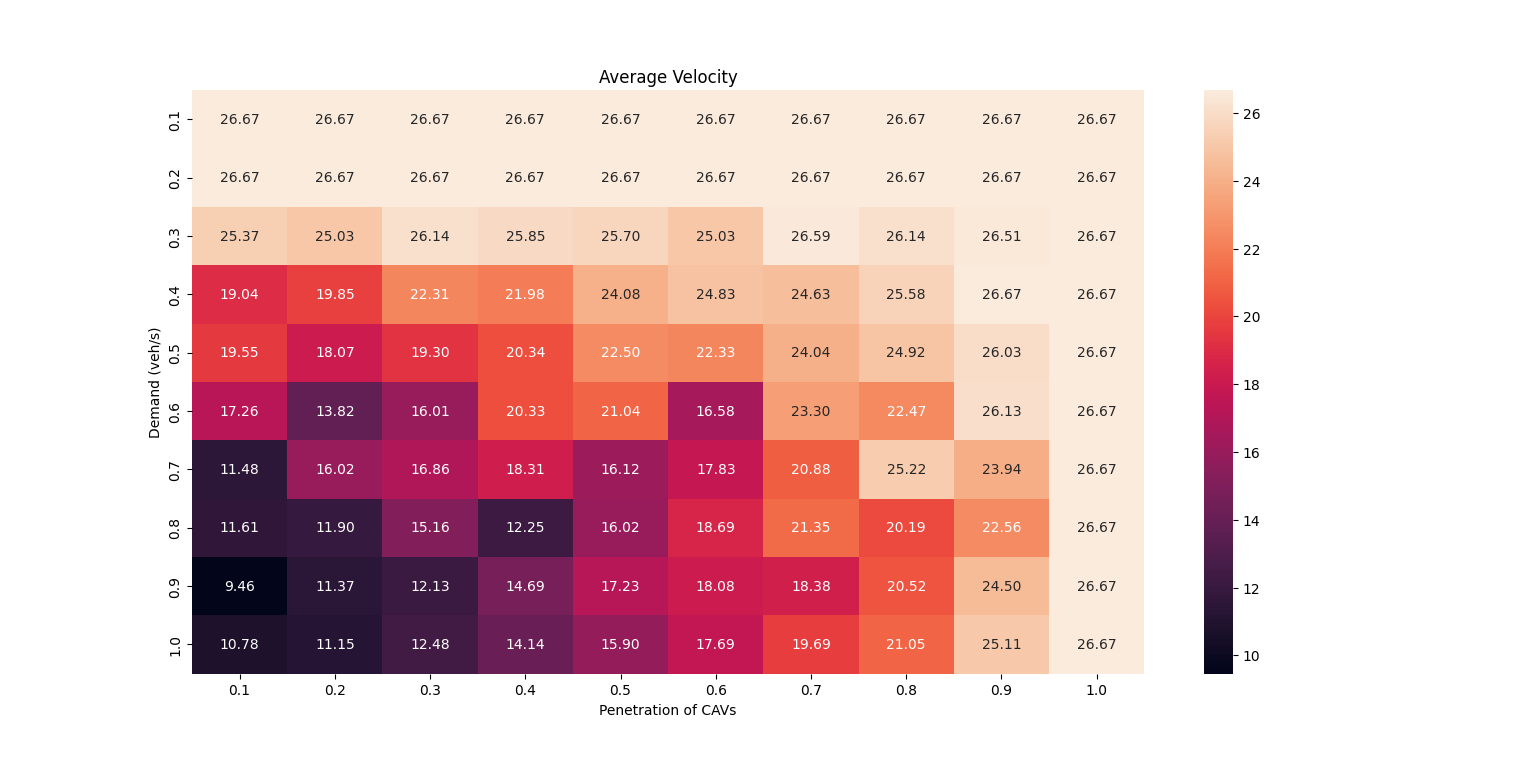 Average Velocity
0.1 26.67 26.67 26.67 26.67 26.67 26.67 26.67 26.67 26.67 26.67
0.2 26.67 26.67 26.67 26.67 26.67 26.67 26.67 26.67 26.67 26.67
0.3 25.37 25.03 26.14 25.85 25.70 25.03 26.59 26.14 26.51 26.67
0.4 19.04 19.85 22.31 21.98 24.08 24.83 24.63 25.58 26.67 26.67
0.5 19.55 18.07 19.30 20.34 22.50 22.33 24.04 24.92 26.03 26.67
0.6 17.26 13.82 16.01 20.33 21.04 16.58 23.30 22.47 26.13 26.67
0.7 11.48 16.02 16.86 18.31 16.12 17.83 20.88 25.22 23.94 26.67
0.8 11.61 11.90 15.16 12.25 16.02 18.69 21.35 20.19 22.56 26.67
0.9 9.46 11.37 12.13 14.69 17.23 18.08 18.38 20.52 24.50 26.67
1.0 10.78 11.15 12.48 14.14 15.90 17.69 19.69 21.05 25.11 26.67
Demand (veh/s)
0.1 0.2 0.3 0.4 0.5 0.6 0.7 0.8 0.9 1.0
Penetration of CAVs
26
24
22
20
18
16
14
12
10